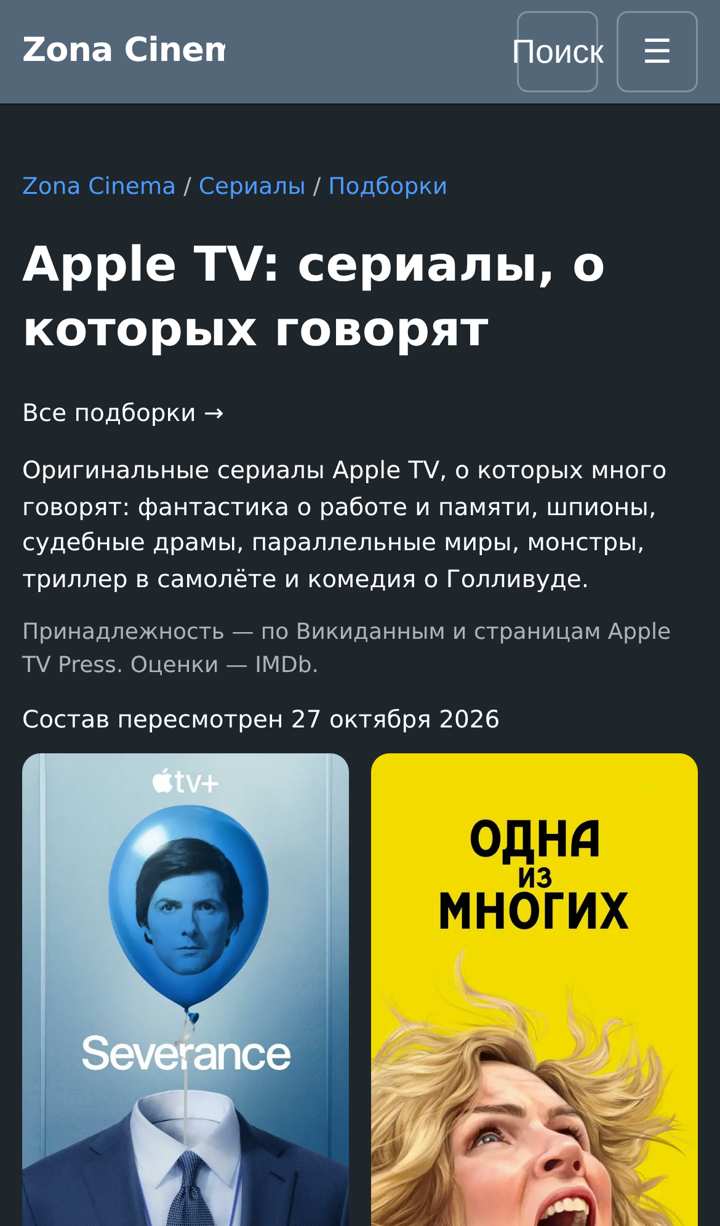 Zona Cinem
Поиск ☰
Zona Cinema / Сериалы / Подборки
Apple TV: сериалы, о
которых говорят
Все подборки →
Оригинальные сериалы Apple TV, о которых много
говорят: фантастика о работе и памяти, шпионы,
судебные драмы, параллельные миры, монстры,
триллер в самолёте и комедия о Голливуде.
Принадлежность — по Викиданным и страницам Apple
TV Press. Оценки — IMDb.
Состав пересмотрен 27 октября 2026
tv+
Severance
ОДНА
ИЗ
МНОГИХ